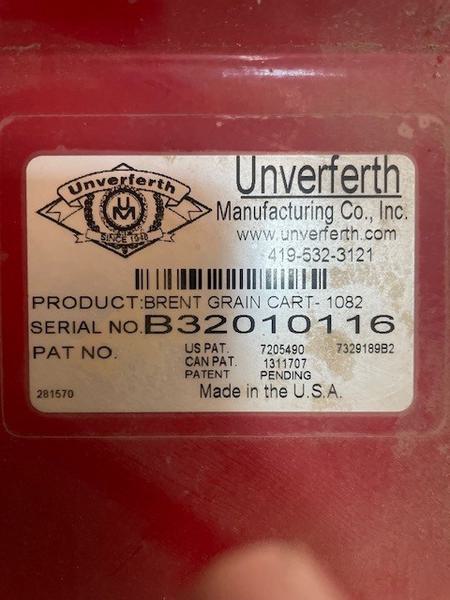 Unverferth
UM
SINCE 1948
Unverferth
Manufacturing Co., Inc.
www.unverferth.com
419-532-3121
PRODUCT:BRENT GRAIN CART- 1082
SERIAL NO.B32010116
PAT NO. US PAT. 7205490 7329189B2
CAN PAT. 1311707
PATENT PENDING
281570 Made in the U.S.A.